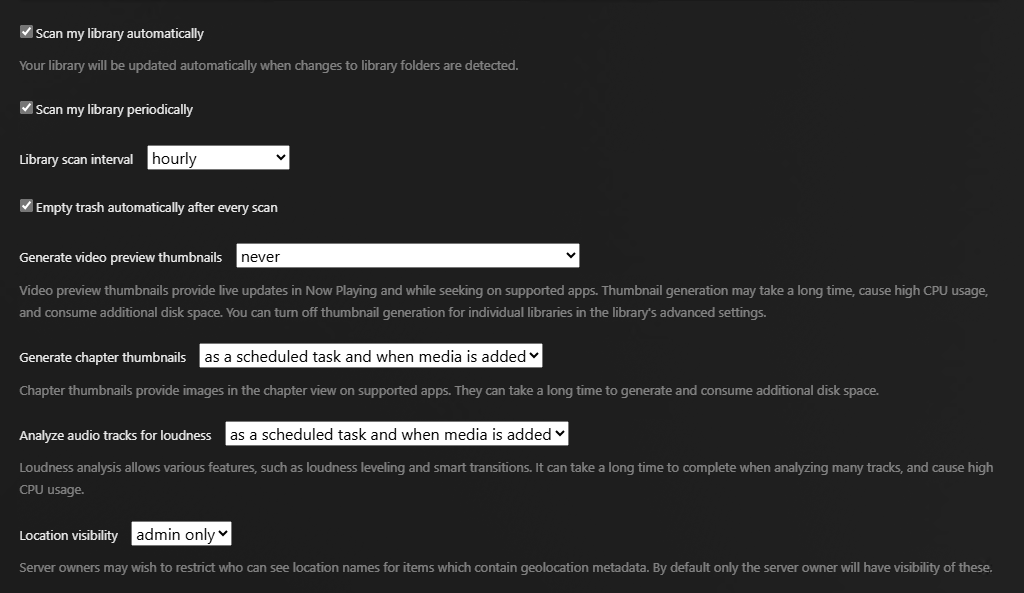 Scan my library automatically
Your library will be updated automatically when changes to library folders are detected.
Scan my library periodically
Library scan interval hourly
Empty trash automatically after every scan
Generate video preview thumbnails never
Video preview thumbnails provide live updates in Now Playing and while seeking on supported apps. Thumbnail generation may take a long time, cause high CPU usage,
and consume additional disk space. You can turn off thumbnail generation for individual libraries in the library's advanced settings.
Generate chapter thumbnails as a scheduled task and when media is added
Chapter thumbnails provide images in the chapter view on supported apps. They can take a long time to generate and consume additional disk space.
Analyze audio tracks for loudness as a scheduled task and when media is added
Loudness analysis allows various features, such as loudness leveling and smart transitions. It can take a long time to complete when analyzing many tracks, and cause high
CPU usage.
Location visibility admin only
Server owners may wish to restrict who can see location names for items which contain geolocation metadata. By default only the server owner will have visibility of these.